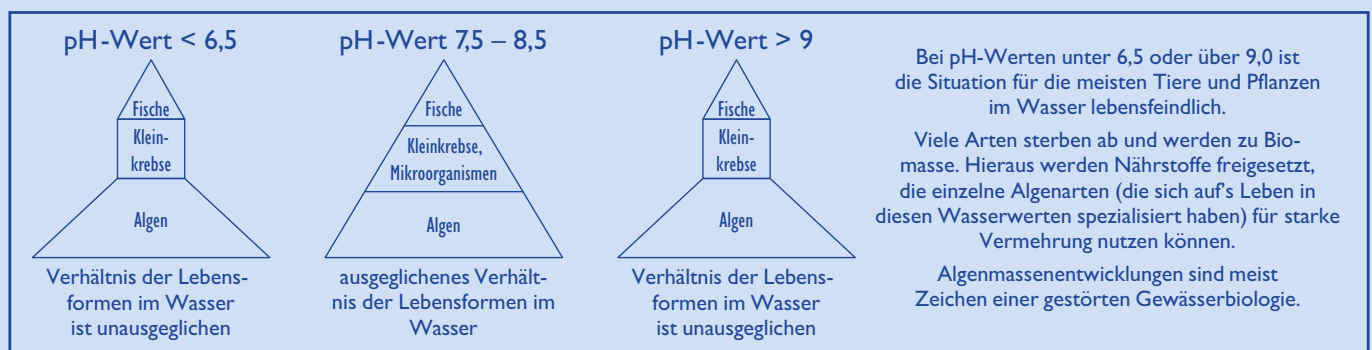 pH-Wert < 6,5
Fische
Klein-
krebse
Algen
Verhältnis der Lebens-
formen im Wasser
ist unausgeglichen
pH-Wert 7,5 – 8,5
Fische
Kleinkrebse,
Mikroorganismen
Algen
ausgeglichenes Verhält-
nis der Lebensformen im
Wasser
pH-Wert > 9
Fische
Klein-
krebse
Algen
Verhältnis der Lebens-
formen im Wasser
ist unausgeglichen
Bei pH-Werten unter 6,5 oder über 9,0 ist
die Situation für die meisten Tiere und Pflanzen
im Wasser lebensfeindlich.
Viele Arten sterben ab und werden zu Bio-
masse. Hieraus werden Nährstoffe freigesetzt,
die einzelne Algenarten (die sich auf's Leben in
diesen Wasserwerten spezialisiert haben) für starke
Vermehrung nutzen können.
Algenmassenentwicklungen sind meist
Zeichen einer gestörten Gewässerbiologie.